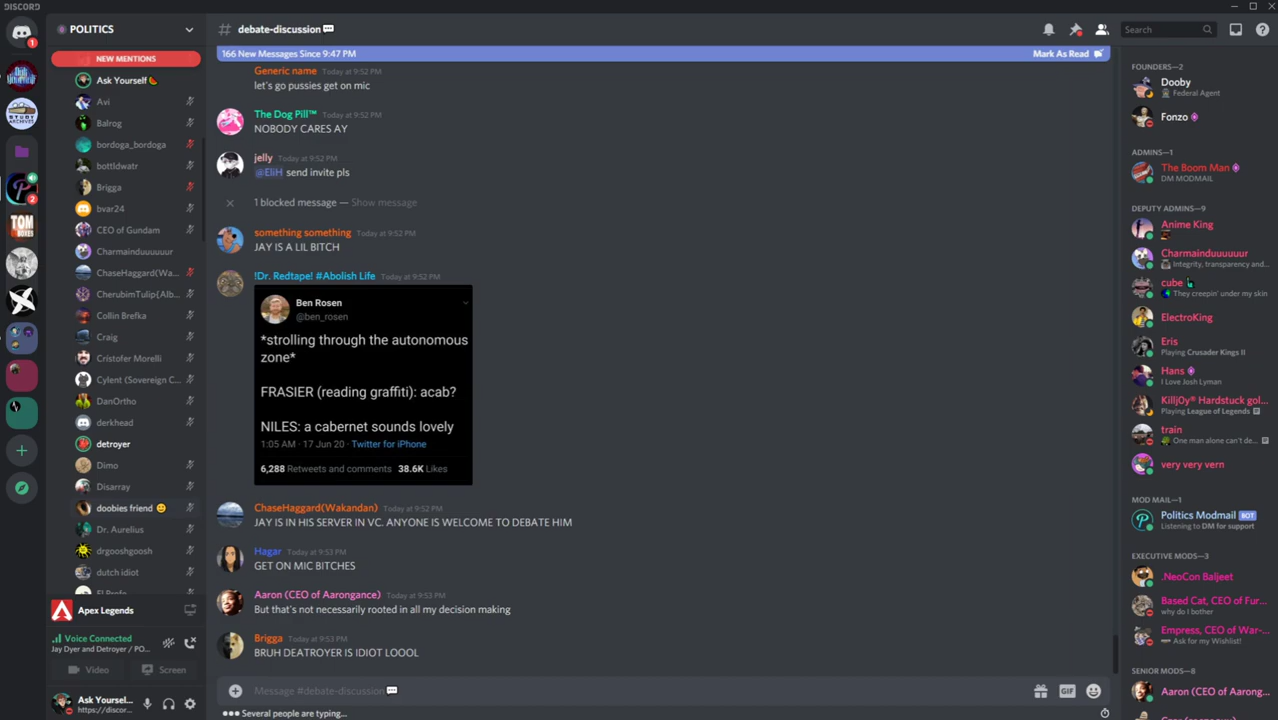 DISCORD
POLITICS
NEW MENTIONS
Ask Yourself
Avi
Balrog
bordoga_bordoga
bottldwatr
Brigga
bvar24
CEO of Gundam
Charmainduuuuuur
ChaseHaggard(Wa...
CherubimTulip{Alb...
Collin Brefka
Craig
Cristofer Morelli
Cylent (Sovereign C...
DanOrtho
derkhead
detroyer
Dimo
Disarray
doobies friend
Dr. Aurelius
drgooshgoosh
dutch idiot
Apex Legends
Voice Connected
Jay Dyer and Detroyer / PO...
Video Screen
Ask Yoursel...
https://discor...
# debate-discussion
Search
166 New Messages Since 9:47 PM Mark As Read
Generic name Today at 9:52 PM
let's go pussies get on mic
The Dog Pill™ Today at 9:52 PM
NOBODY CARES AY
jelly Today at 9:52 PM
@EliH send invite pls
1 blocked message — Show message
something something Today at 9:52 PM
JAY IS A LIL BITCH
!Dr. Redtape! #Abolish Life Today at 9:52 PM
Ben Rosen
@ben_rosen
*strolling through the autonomous
zone*
FRASIER (reading graffiti): acab?
NILES: a cabernet sounds lovely
1:05 AM · 17 Jun 20 · Twitter for iPhone
6,288 Retweets and comments 38.6K Likes
ChaseHaggard(Wakandan) Today at 9:52 PM
JAY IS IN HIS SERVER IN VC. ANYONE IS WELCOME TO DEBATE HIM
Hagar Today at 9:53 PM
GET ON MIC BITCHES
Aaron (CEO of Aarongance) Today at 9:53 PM
But that's not necessarily rooted in all my decision making
Brigga Today at 9:53 PM
BRUH DEATROYER IS IDIOT LOOOL
Message #debate-discussion
GIF
Several people are typing...
FOUNDERS—2
Dooby
Federal Agent
Fonzo
ADMINS—1
The Boom Man
DM MODMAIL
DEPUTY ADMINS—9
Anime King
Charmainduuuuuur
Integrity, transparency and...
cube
They creepin' under my skin
ElectroKing
Eris
Playing Crusader Kings II
Hans
I Love Josh Lyman
Killj0y® Hardstuck gol...
Playing League of Legends
train
One man alone can't de...
very very vern
MOD MAIL—1
Politics Modmail BOT
Listening to DM for support
EXECUTIVE MODS—3
.NeoCon Baljeet
Based Cat, CEO of Fur...
why do I bother
Empress, CEO of War-...
Ask for my Wishlist!
SENIOR MODS—8
Aaron (CEO of Aarong...
1
2
TOM